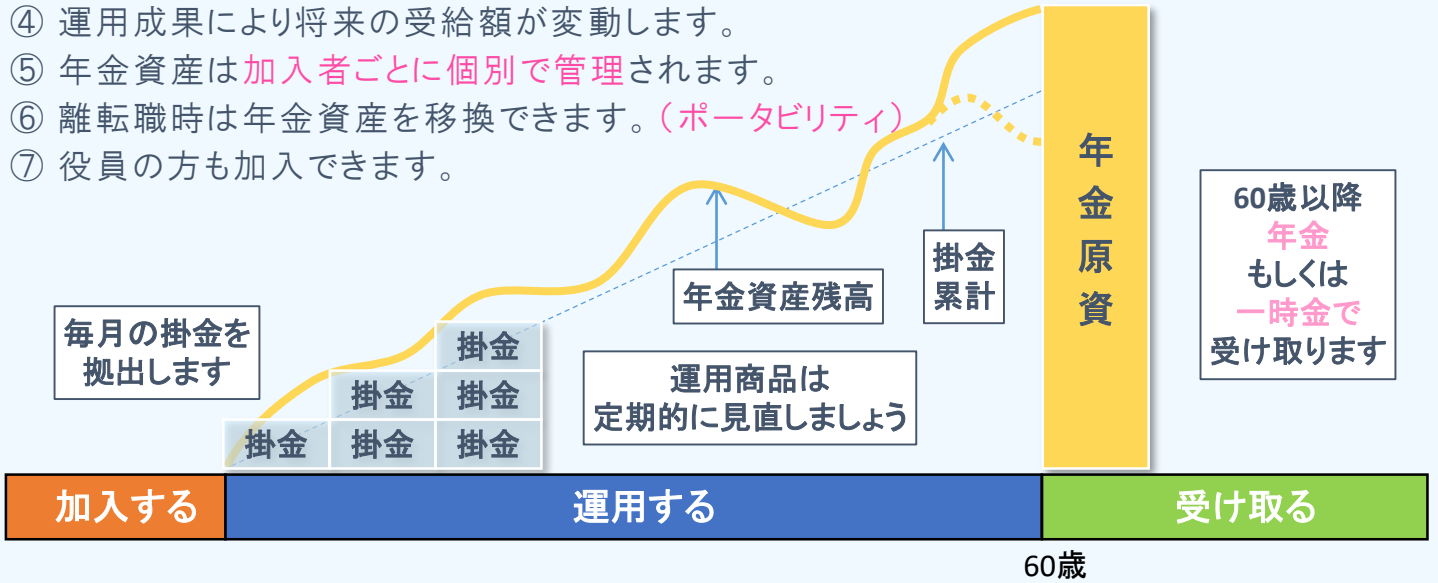 ④ 運用成果により将来の受給額が変動します。
⑤ 年金資産は加入者ごとに個別で管理されます。
⑥ 離転職時は年金資産を移換できます。（ポータビリティ）
⑦ 役員の方も加入できます。
毎月の掛金を
拠出します
掛金
掛金 掛金
掛金 掛金 掛金
年金資産残高
掛金
累計
運用商品は
定期的に見直しましょう
年金原資
60歳以降
年金
もしくは
一時金で
受け取ります
加入する
運用する
受け取る
60歳